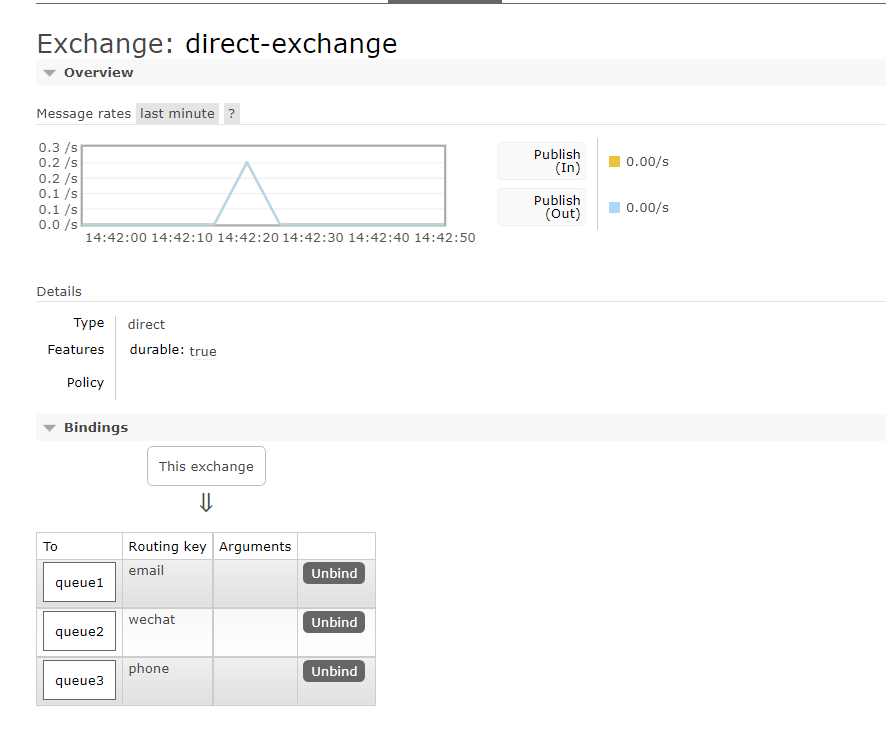 Exchange: direct-exchange
Overview
Message rates last minute ?
0.3 /s
0.2 /s
0.2 /s
0.1 /s
0.1 /s
0.0 /s
14:42:00 14:42:10 14:42:20 14:42:30 14:42:40 14:42:50
Publish
(In)
0.00/s
Publish
(Out)
0.00/s
Details
Type direct
Features durable: true
Policy
Bindings
This exchange
⇓
To Routing key Arguments
queue1 email Unbind
queue2 wechat Unbind
queue3 phone Unbind